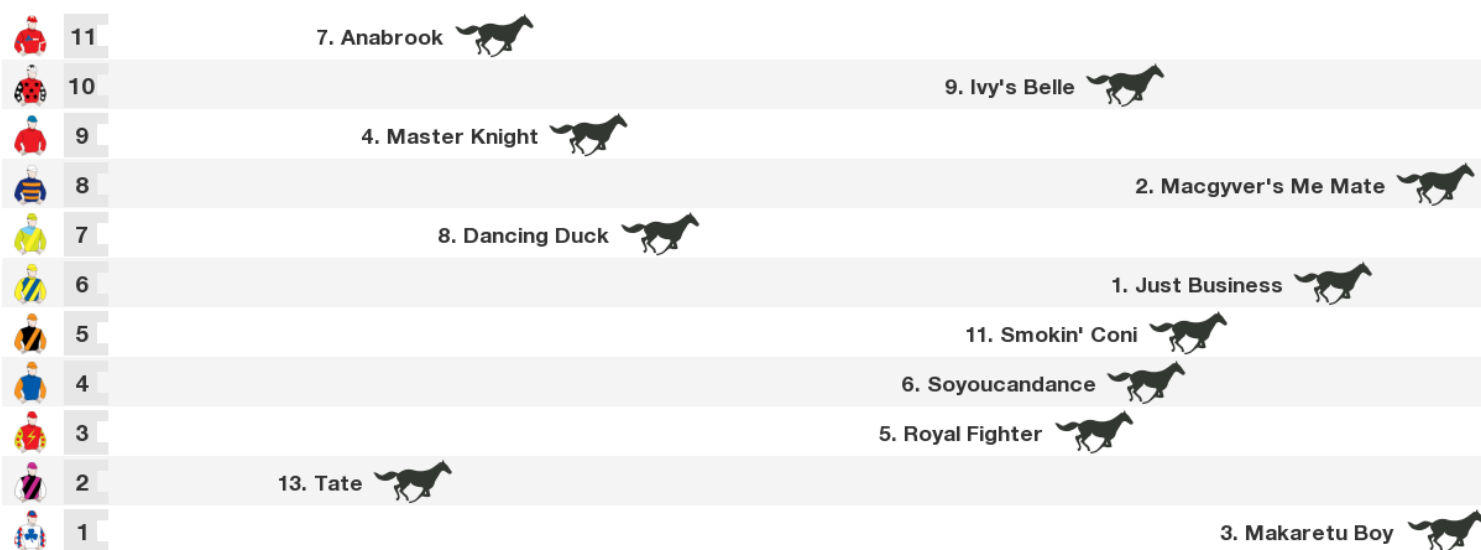 11 7. Anabrook
10 9. Ivy's Belle
9 4. Master Knight
8 2. Macgyver's Me Mate
7 8. Dancing Duck
6 1. Just Business
5 11. Smokin' Coni
4 6. Soyoucandance
3 5. Royal Fighter
2 13. Tate
1 3. Makaretu Boy